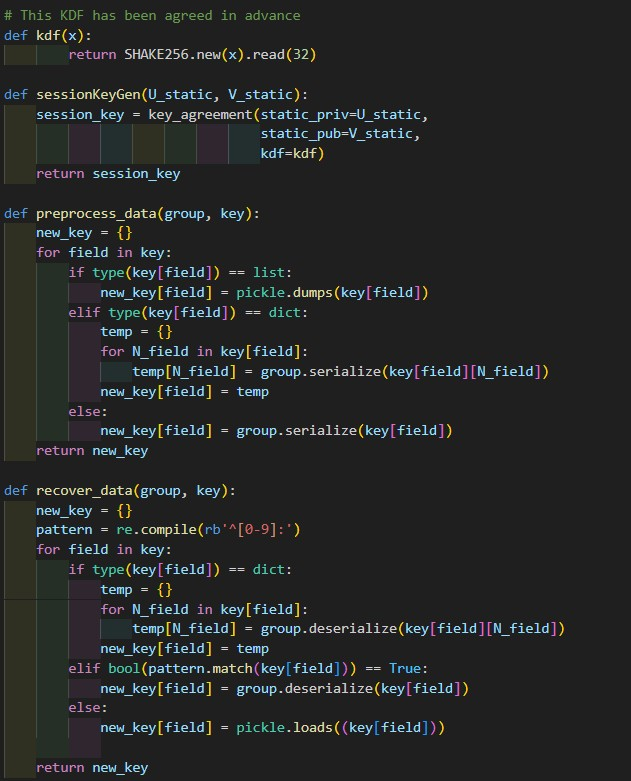 # This KDF has been agreed in advance
def kdf(x):
        return SHAKE256.new(x).read(32)

def sessionKeyGen(U_static, V_static):
    session_key = key_agreement(static_priv=U_static,
                                static_pub=V_static,
                                kdf=kdf)
    return session_key

def preprocess_data(group, key):
    new_key = {}
    for field in key:
        if type(key[field]) == list:
            new_key[field] = pickle.dumps(key[field])
        elif type(key[field]) == dict:
            temp = {}
            for N_field in key[field]:
                temp[N_field] = group.serialize(key[field][N_field])
            new_key[field] = temp
        else:
            new_key[field] = group.serialize(key[field])
    return new_key

def recover_data(group, key):
    new_key = {}
    pattern = re.compile(rb'^[0-9]:')
    for field in key:
        if type(key[field]) == dict:
            temp = {}
            for N_field in key[field]:
                temp[N_field] = group.deserialize(key[field][N_field])
            new_key[field] = temp
        elif bool(pattern.match(key[field])) == True:
            new_key[field] = group.deserialize(key[field])
        else:
            new_key[field] = pickle.loads((key[field]))

    return new_key